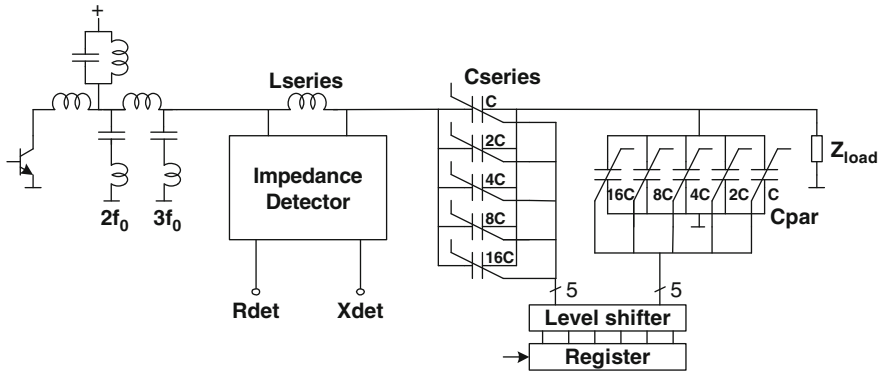 +
Lseries
Cseries
C
2C
4C
8C
16C
Impedance
Detector
2f0 3f0
Rdet Xdet
16C 8C 4C 2C C
Cpar
Zload
5 5
Level shifter
Register